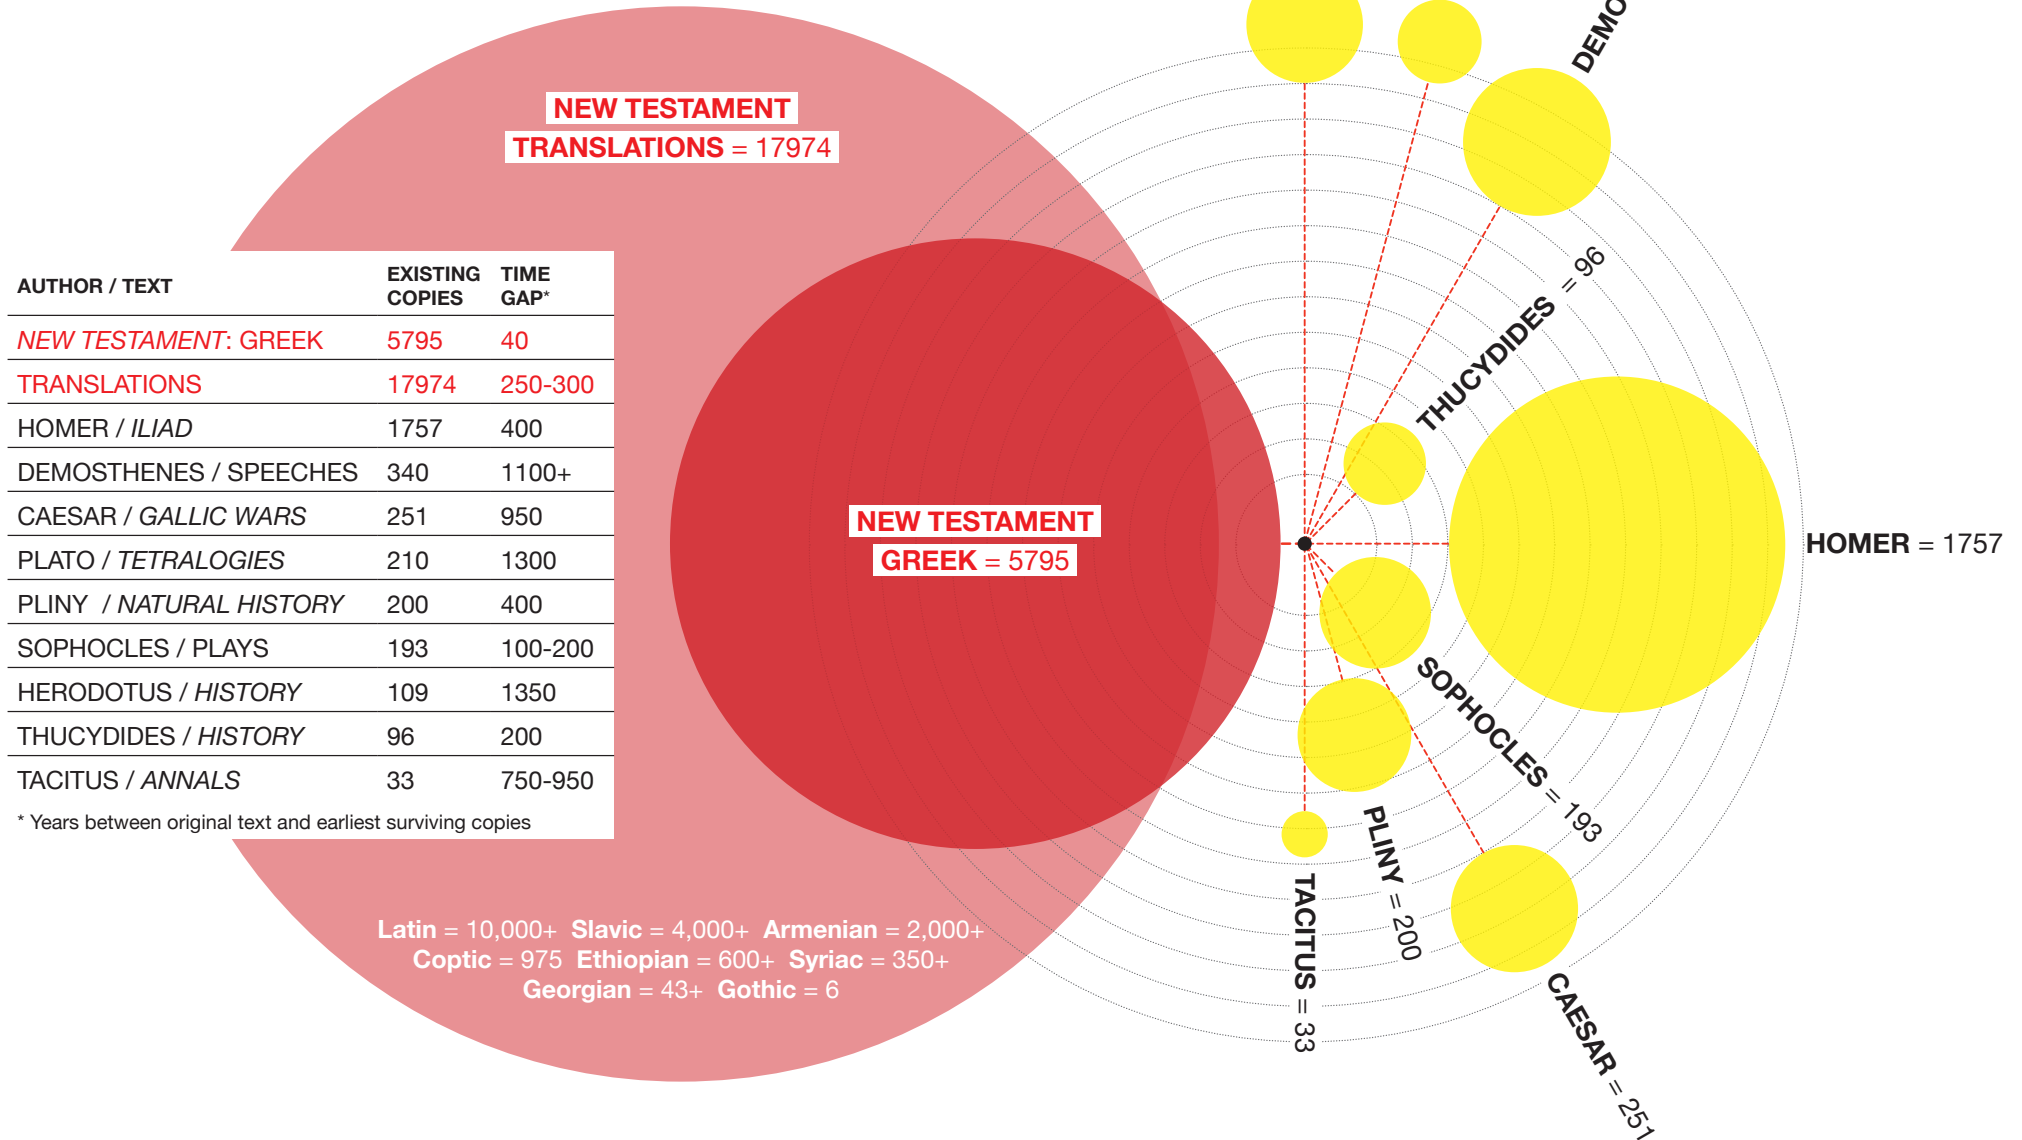 NEW TESTAMENT
TRANSLATIONS = 17974
DEMO
AUTHOR / TEXT EXISTING COPIES TIME GAP*
NEW TESTAMENT: GREEK 5795 40
TRANSLATIONS 17974 250-300
HOMER / ILIAD 1757 400
DEMOSTHENES / SPEECHES 340 1100+
CAESAR / GALLIC WARS 251 950
PLATO / TETRALOGIES 210 1300
PLINY / NATURAL HISTORY 200 400
SOPHOCLES / PLAYS 193 100-200
HERODOTUS / HISTORY 109 1350
THUCYDIDES / HISTORY 96 200
TACITUS / ANNALS 33 750-950
* Years between original text and earliest surviving copies
NEW TESTAMENT
GREEK = 5795
THUCYDIDES = 96
HOMER = 1757
SOPHOCLES = 193
PLINY = 200
TACITUS = 33
CAESAR = 251
Latin = 10,000+ Slavic = 4,000+ Armenian = 2,000+
Coptic = 975 Ethiopian = 600+ Syriac = 350+
Georgian = 43+ Gothic = 6